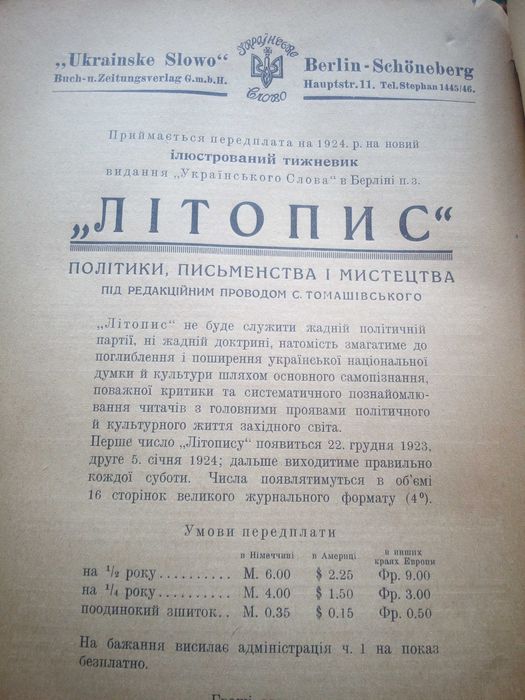 „Ukrainske Slowo“
Buch- u. Zeitungsverlag G.m.b.H.
Українське
Слово
Berlin-Schöneberg
Hauptstr. 11. Tel. Stephan 1445/46.
Приймається передплата на 1924. р. на новий
ілюстрований тижневик
видання „Українського Слова“ в Берліні п. з.
„ЛІТОПИС“
ПОЛІТИКИ, ПИСЬМЕНСТВА І МИСТЕЦТВА
ПІД РЕДАКЦІЙНИМ ПРОВОДОМ С. ТОМАШІВСЬКОГО
„Літопис“ не буде служити жадній політичній
партії, ні жадній доктрині, натомість змагатиме до
поглиблення і поширення української національної
думки й культури шляхом основного самопізнання,
поважної критики та систематичного познайомлю-
вання читачів з головними проявами політичного
й культурного життя західного світа.
Перше число „Літопису“ появиться 22. грудня 1923,
друге 5. січня 1924; дальше виходитиме правильно
кождої суботи. Числа появлятимуться в об'ємі
16 сторінок великого журнального формату (4⁰).
Умови передплати
в Німеччині в Америці в инших краях Европи
на ½ року.......... М. 6.00 $ 2.25 Фр. 9.00
на ¼ року.......... М. 4.00 $ 1.50 Фр. 3.00
поодинокий зшиток.. М. 0.35 $ 0.15 Фр. 0.50
На бажання висилає адміністрація ч. 1 на показ
безплатно.